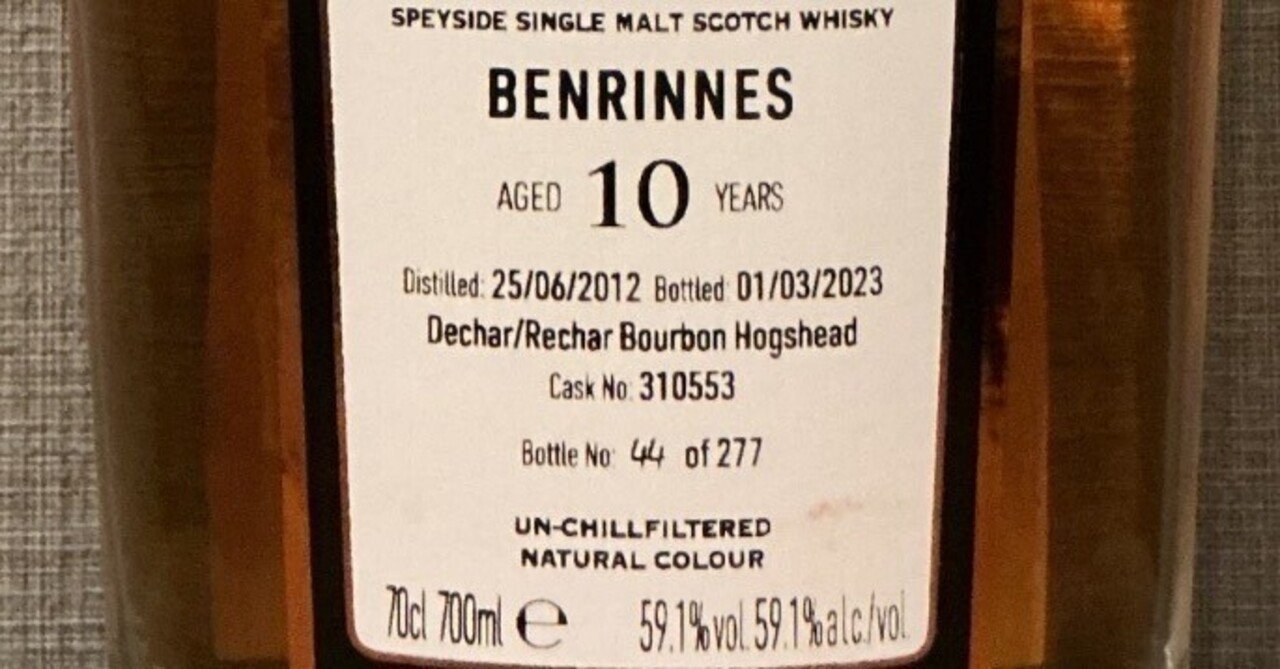 SPEYSIDE SINGLE MALT SCOTCH WHISKY
BENRINNES
AGED 10 YEARS
Distilled: 25/06/2012 Bottled: 01/03/2023
Dechar/Rechar Bourbon Hogshead
Cask No: 310553
Bottle No: 44 of 277
UN-CHILLFILTERED
NATURAL COLOUR
70cl 700ml e 59.1%vol. 59.1%alc./vol.